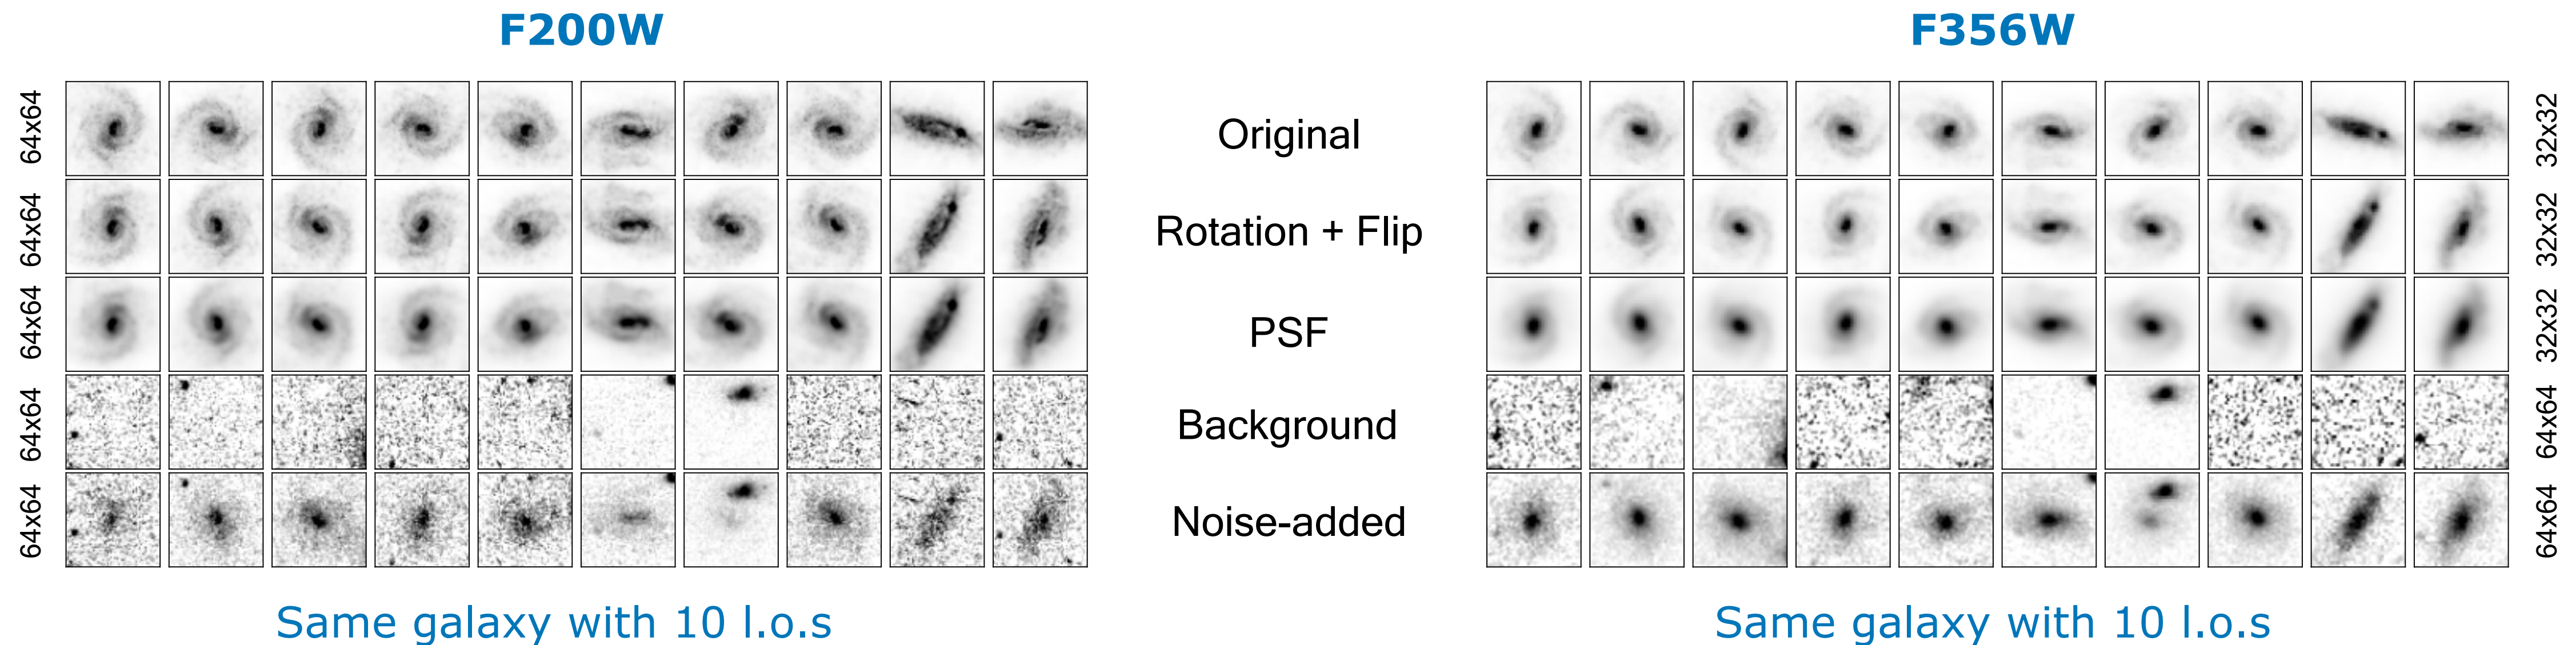 F200W
F356W
64x64
Original
32x32
64x64
Rotation + Flip
32x32
64x64
PSF
32x32
64x64
Background
64x64
64x64
Noise-added
64x64
Same galaxy with 10 l.o.s
Same galaxy with 10 l.o.s